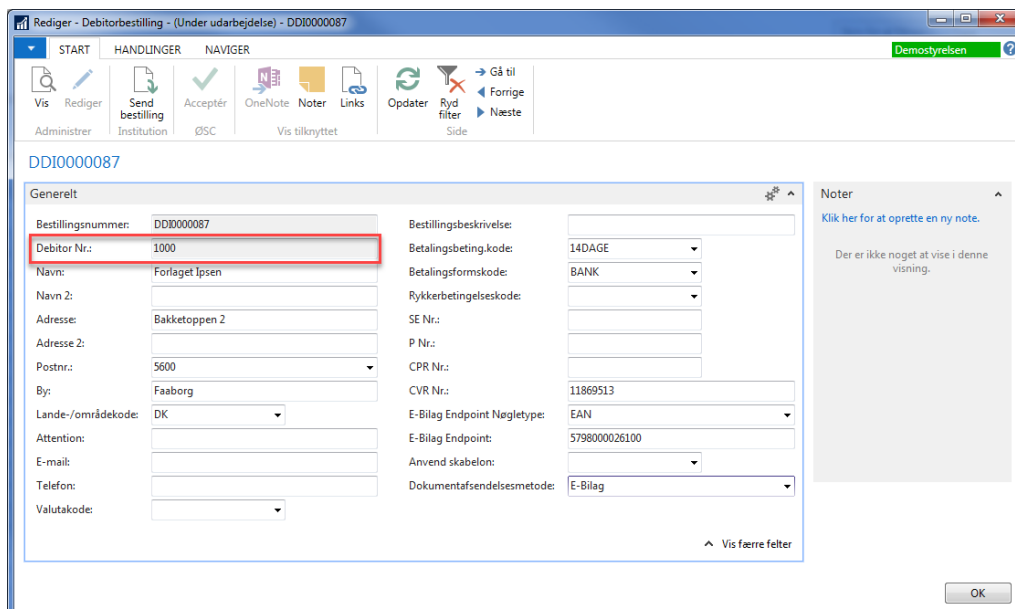 Rediger - Debitorbestilling - (Under udarbejdelse) - DDI0000087
START HANDLINGER NAVIGER
Demostyrelsen
Vis Rediger Send bestilling Acceptér OneNote Noter Links Opdater Ryd filter
Gå til
Forrige
Næste
Administrer Institution ØSC Vis tilknyttet Side
DDI0000087
Generelt
Bestillingsnummer: DDI0000087
Debitor Nr.: 1000
Navn: Forlaget Ipsen
Navn 2:
Adresse: Bakketoppen 2
Adresse 2:
Postnr.: 5600
By: Faaborg
Lande-/områdekode: DK
Attention:
E-mail:
Telefon:
Valutakode:
Bestillingsbeskrivelse:
Betalingsbeting.kode: 14DAGE
Betalingsformskode: BANK
Rykkerbetingelseskode:
SE Nr.:
P Nr.:
CPR Nr.:
CVR Nr.: 11869513
E-Bilag Endpoint Nøgletype: EAN
E-Bilag Endpoint: 5798000026100
Anvend skabelon:
Dokumentafsendelsesmetode: E-Bilag
Vis færre felter
Noter
Klik her for at oprette en ny note.
Der er ikke noget at vise i denne
visning.
OK